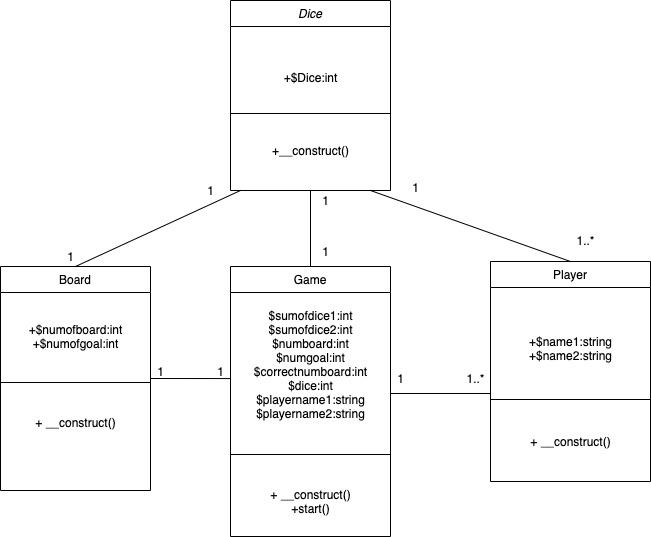 Dice
+$Dice:int
+__construct()
1
1
1
1
1
1..*
Board
+$numofboard:int
+$numofgoal:int
+ __construct()
Game
$sumofdice1:int
$sumofdice2:int
$numboard:int
$numgoal:int
$correctnumboard:int
$dice:int
$playername1:string
$playername2:string
+ __construct()
+start()
Player
+$name1:string
+$name2:string
+ __construct()
1
1
1
1..*